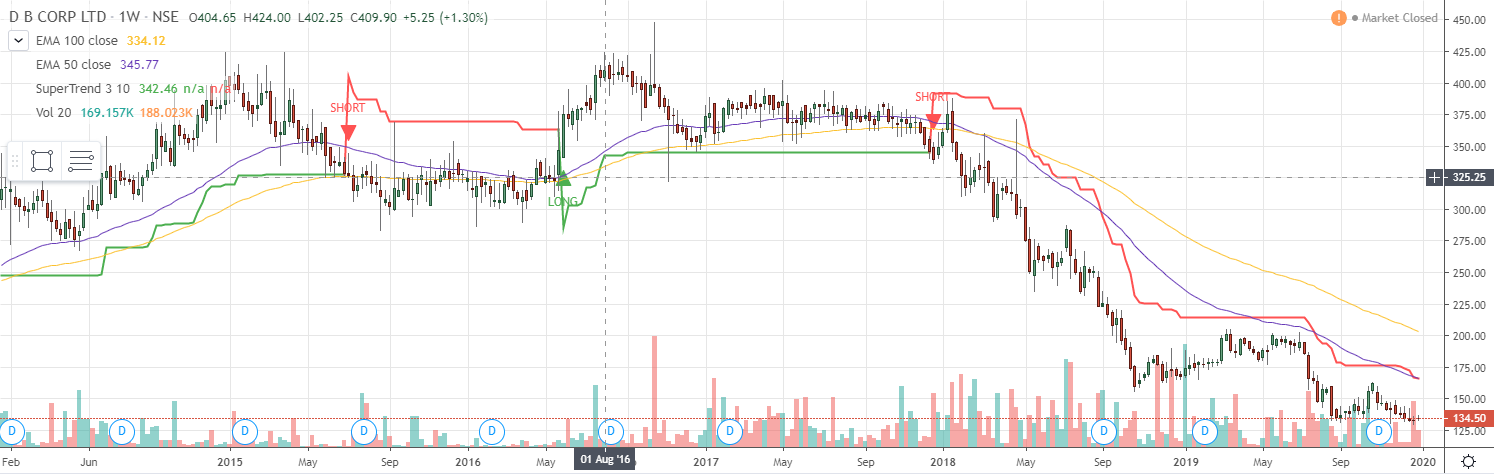 D B CORP LTD · 1W · NSE O404.65 H424.00 L402.25 C409.90 +5.25 (+1.30%)
Market Closed
EMA 100 close 334.12
EMA 50 close 345.77
SuperTrend 3 10 342.46 n/a n/a
Vol 20 169.157K 188.023K
SHORT
LONG
SHORT
450.00
425.00
400.00
375.00
350.00
325.25
300.00
275.00
250.00
225.00
200.00
175.00
150.00
134.50
125.00
D D D D D D D D D D
Feb Jun 2015 May Sep 2016 May 01 Aug '16 2017 May Sep 2018 May Sep 2019 May Sep 2020